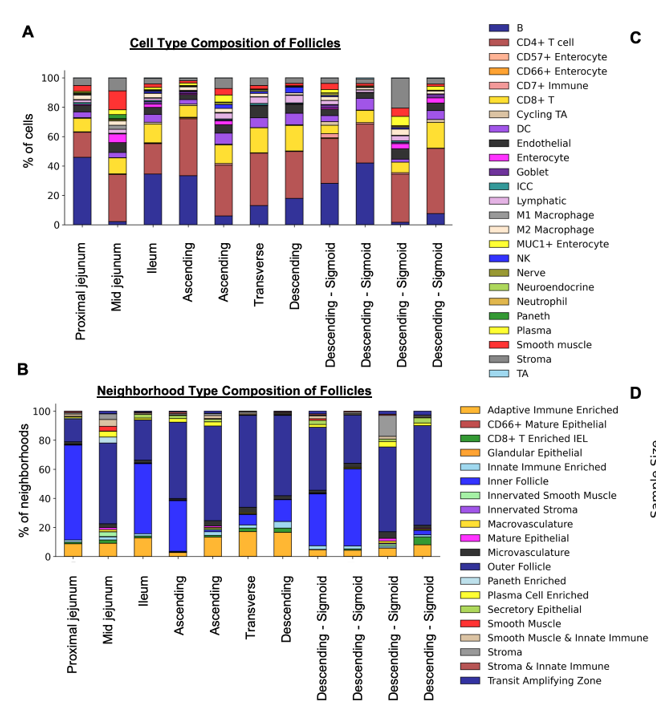 A
Cell Type Composition of Follicles
C
% of cells
100
80
60
40
20
0
Proximal jejunum
Mid jejunum
Ileum
Ascending
Ascending
Transverse
Descending
Descending - Sigmoid
Descending - Sigmoid
Descending - Sigmoid
Descending - Sigmoid
B
CD4+ T cell
CD57+ Enterocyte
CD66+ Enterocyte
CD7+ Immune
CD8+ T
Cycling TA
DC
Endothelial
Enterocyte
Goblet
ICC
Lymphatic
M1 Macrophage
M2 Macrophage
MUC1+ Enterocyte
NK
Nerve
Neuroendocrine
Neutrophil
Paneth
Plasma
Smooth muscle
Stroma
TA
B
Neighborhood Type Composition of Follicles
D
% of neighborhoods
100
80
60
40
20
0
Proximal jejunum
Mid jejunum
Ileum
Ascending
Ascending
Transverse
Descending
Descending - Sigmoid
Descending - Sigmoid
Descending - Sigmoid
Descending - Sigmoid
Adaptive Immune Enriched
CD66+ Mature Epithelial
CD8+ T Enriched IEL
Glandular Epithelial
Innate Immune Enriched
Inner Follicle
Innervated Smooth Muscle
Innervated Stroma
Macrovasculature
Mature Epithelial
Microvasculature
Outer Follicle
Paneth Enriched
Plasma Cell Enriched
Secretory Epithelial
Smooth Muscle
Smooth Muscle & Innate Immune
Stroma
Stroma & Innate Immune
Transit Amplifying Zone
Sample Size